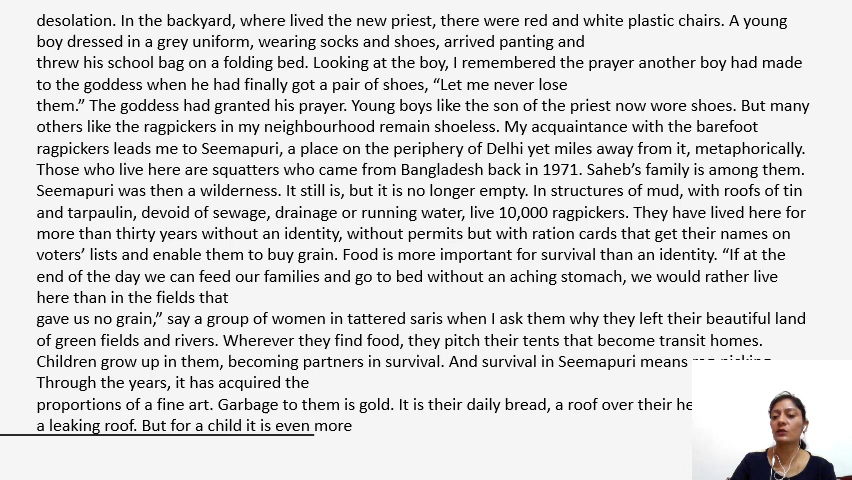 desolation. In the backyard, where lived the new priest, there were red and white plastic chairs. A young
boy dressed in a grey uniform, wearing socks and shoes, arrived panting and
threw his school bag on a folding bed. Looking at the boy, I remembered the prayer another boy had made
to the goddess when he had finally got a pair of shoes, “Let me never lose
them.” The goddess had granted his prayer. Young boys like the son of the priest now wore shoes. But many
others like the ragpickers in my neighbourhood remain shoeless. My acquaintance with the barefoot
ragpickers leads me to Seemapuri, a place on the periphery of Delhi yet miles away from it, metaphorically.
Those who live here are squatters who came from Bangladesh back in 1971. Saheb’s family is among them.
Seemapuri was then a wilderness. It still is, but it is no longer empty. In structures of mud, with roofs of tin
and tarpaulin, devoid of sewage, drainage or running water, live 10,000 ragpickers. They have lived here for
more than thirty years without an identity, without permits but with ration cards that get their names on
voters’ lists and enable them to buy grain. Food is more important for survival than an identity. “If at the
end of the day we can feed our families and go to bed without an aching stomach, we would rather live
here than in the fields that
gave us no grain,” say a group of women in tattered saris when I ask them why they left their beautiful land
of green fields and rivers. Wherever they find food, they pitch their tents that become transit homes.
Children grow up in them, becoming partners in survival. And survival in Seemapuri means
Through the years, it has acquired the
proportions of a fine art. Garbage to them is gold. It is their daily bread, a roof over their
a leaking roof. But for a child it is even more